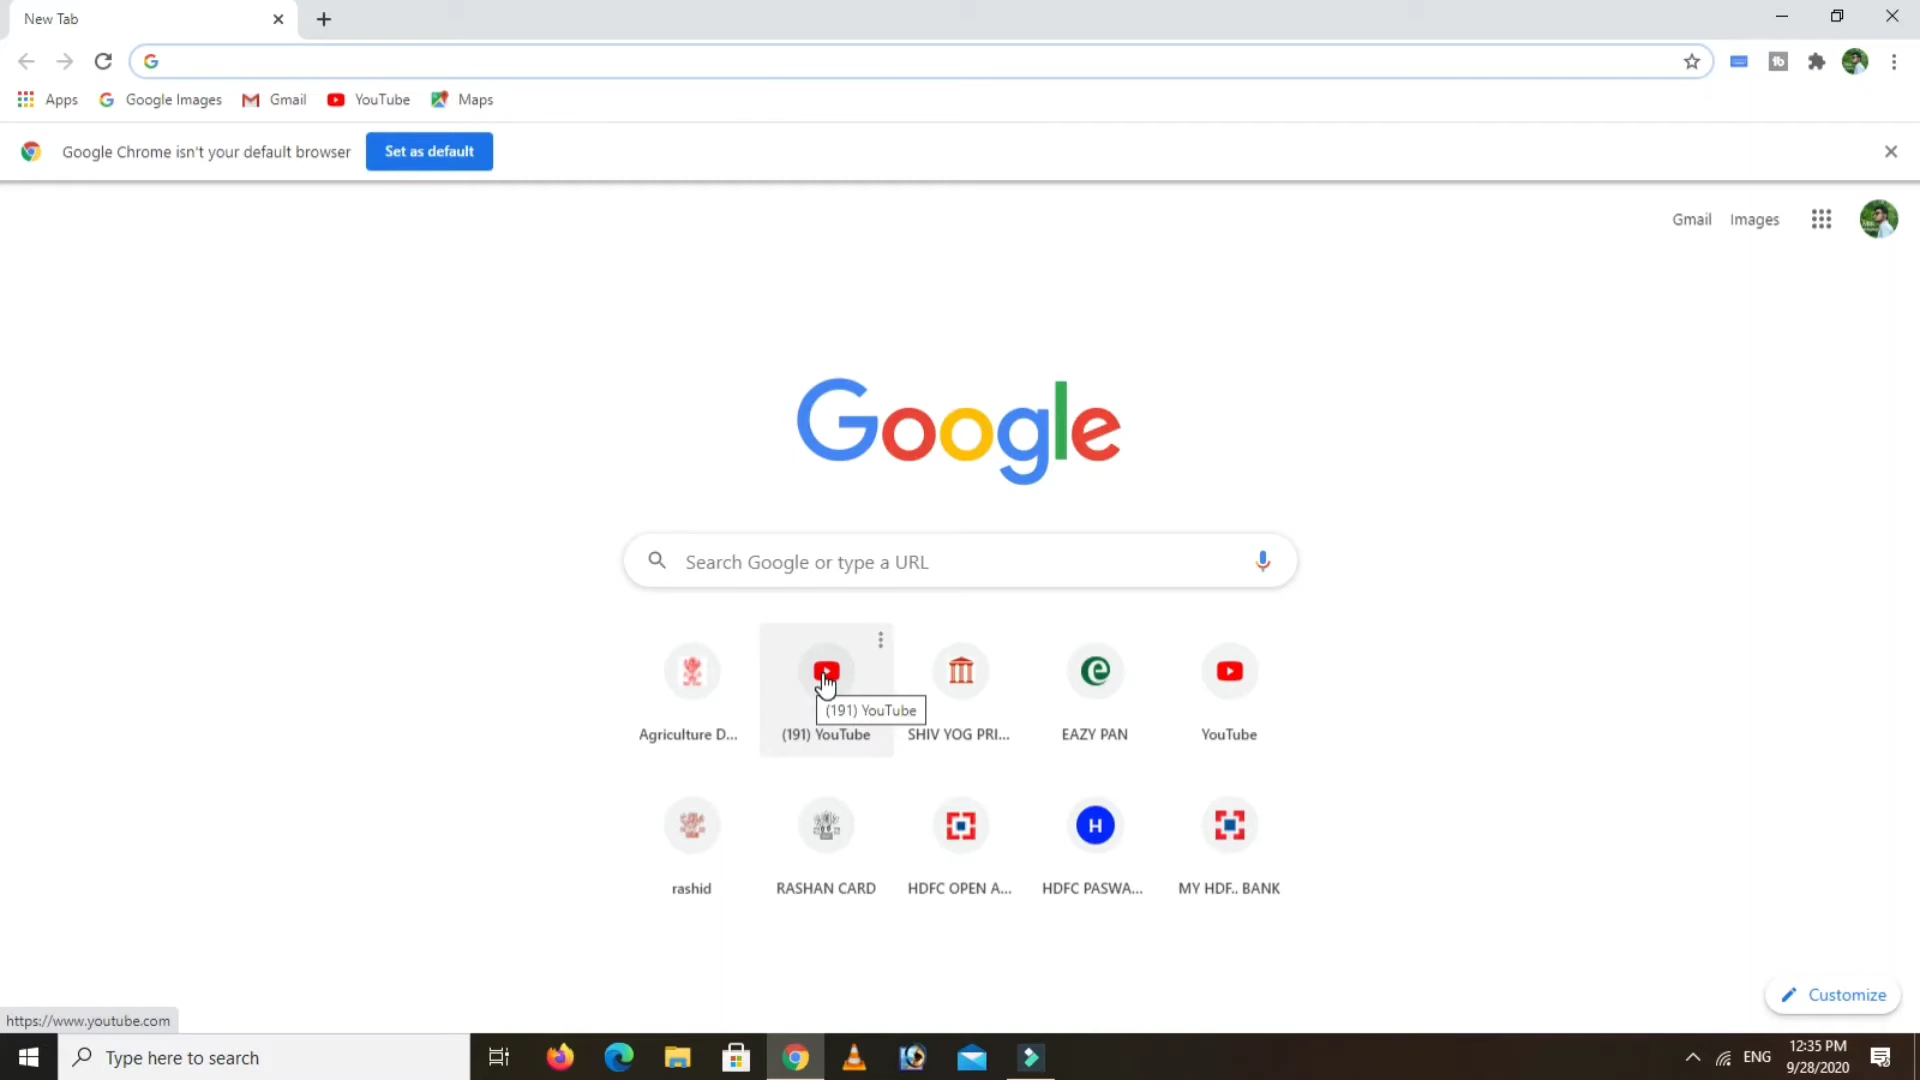 New Tab
Apps Google Images Gmail YouTube Maps
Google Chrome isn't your default browser Set as default
Gmail Images
Google
Search Google or type a URL
(191) YouTube
Agriculture D... (191) YouTube SHIV YOG PRI... EAZY PAN YouTube
H
rashid RASHAN CARD HDFC OPEN A... HDFC PASWA... MY HDF.. BANK
Customize
https://www.youtube.com
Type here to search
ENG
12:35 PM
9/28/2020